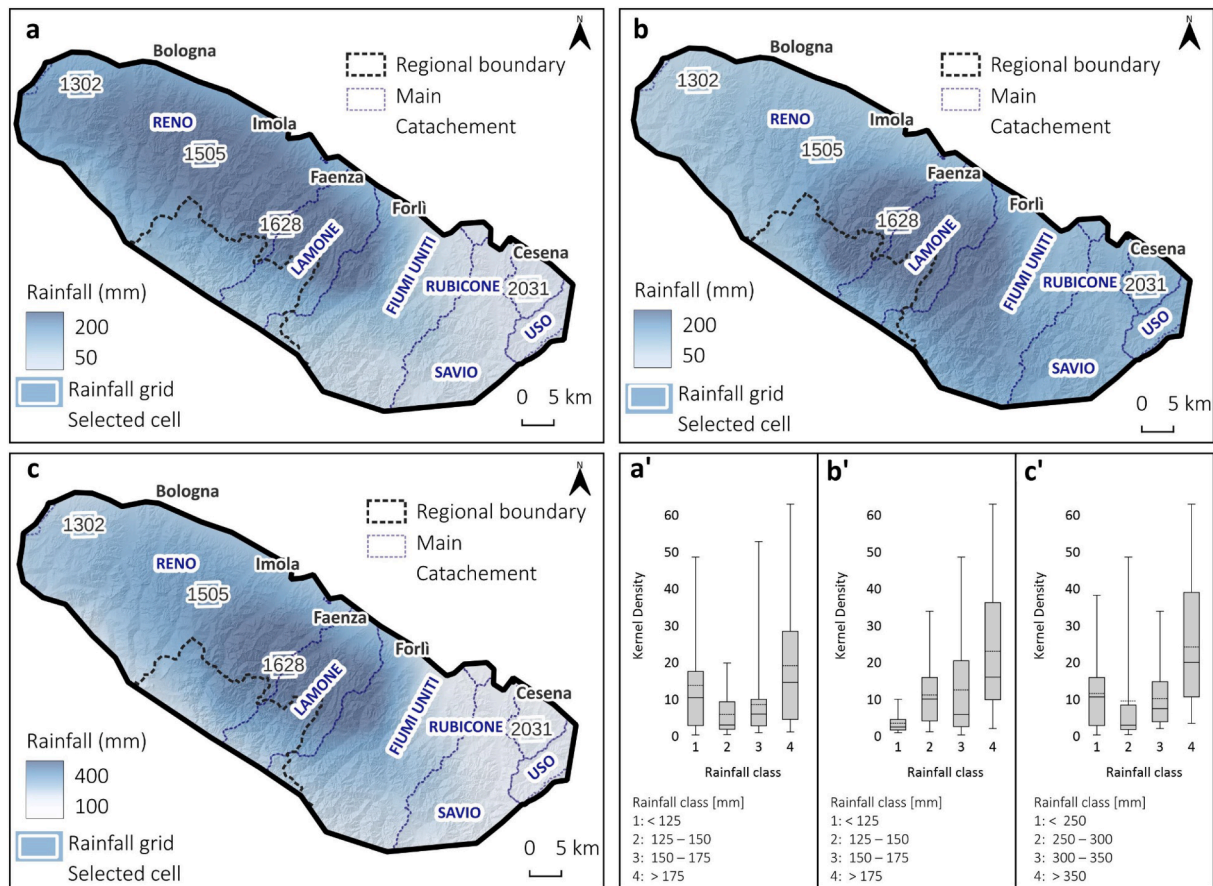 a
N
Bologna
1302
RENO
1505
Imola
Faenza
1628
Forlì
LAMONE
FIUMI UNITI
Cesena
RUBICONE
2031
USO
SAVIO
Regional boundary
Main
Catachement
Rainfall (mm)
200
50
Rainfall grid
Selected cell
0 5 km
b
N
Bologna
1302
RENO
1505
Imola
Faenza
1628
Forlì
LAMONE
FIUMI UNITI
Cesena
RUBICONE
2031
USO
SAVIO
Regional boundary
Main
Catachement
Rainfall (mm)
200
50
Rainfall grid
Selected cell
0 5 km
c
N
Bologna
1302
RENO
1505
Imola
Faenza
1628
Forlì
LAMONE
FIUMI UNITI
Cesena
RUBICONE
2031
USO
SAVIO
Regional boundary
Main
Catachement
Rainfall (mm)
400
100
Rainfall grid
Selected cell
0 5 km
a'
Kernel Density
60
50
40
30
20
10
0
1 2 3 4
Rainfall class
Rainfall class [mm]
1: < 125
2: 125 – 150
3: 150 – 175
4: > 175
b'
Kernel Density
60
50
40
30
20
10
0
1 2 3 4
Rainfall class
Rainfall class [mm]
1: < 125
2: 125 – 150
3: 150 – 175
4: > 175
c'
Kernel Density
60
50
40
30
20
10
0
1 2 3 4
Rainfall class
Rainfall class [mm]
1: < 250
2: 250 – 300
3: 300 – 350
4: > 350